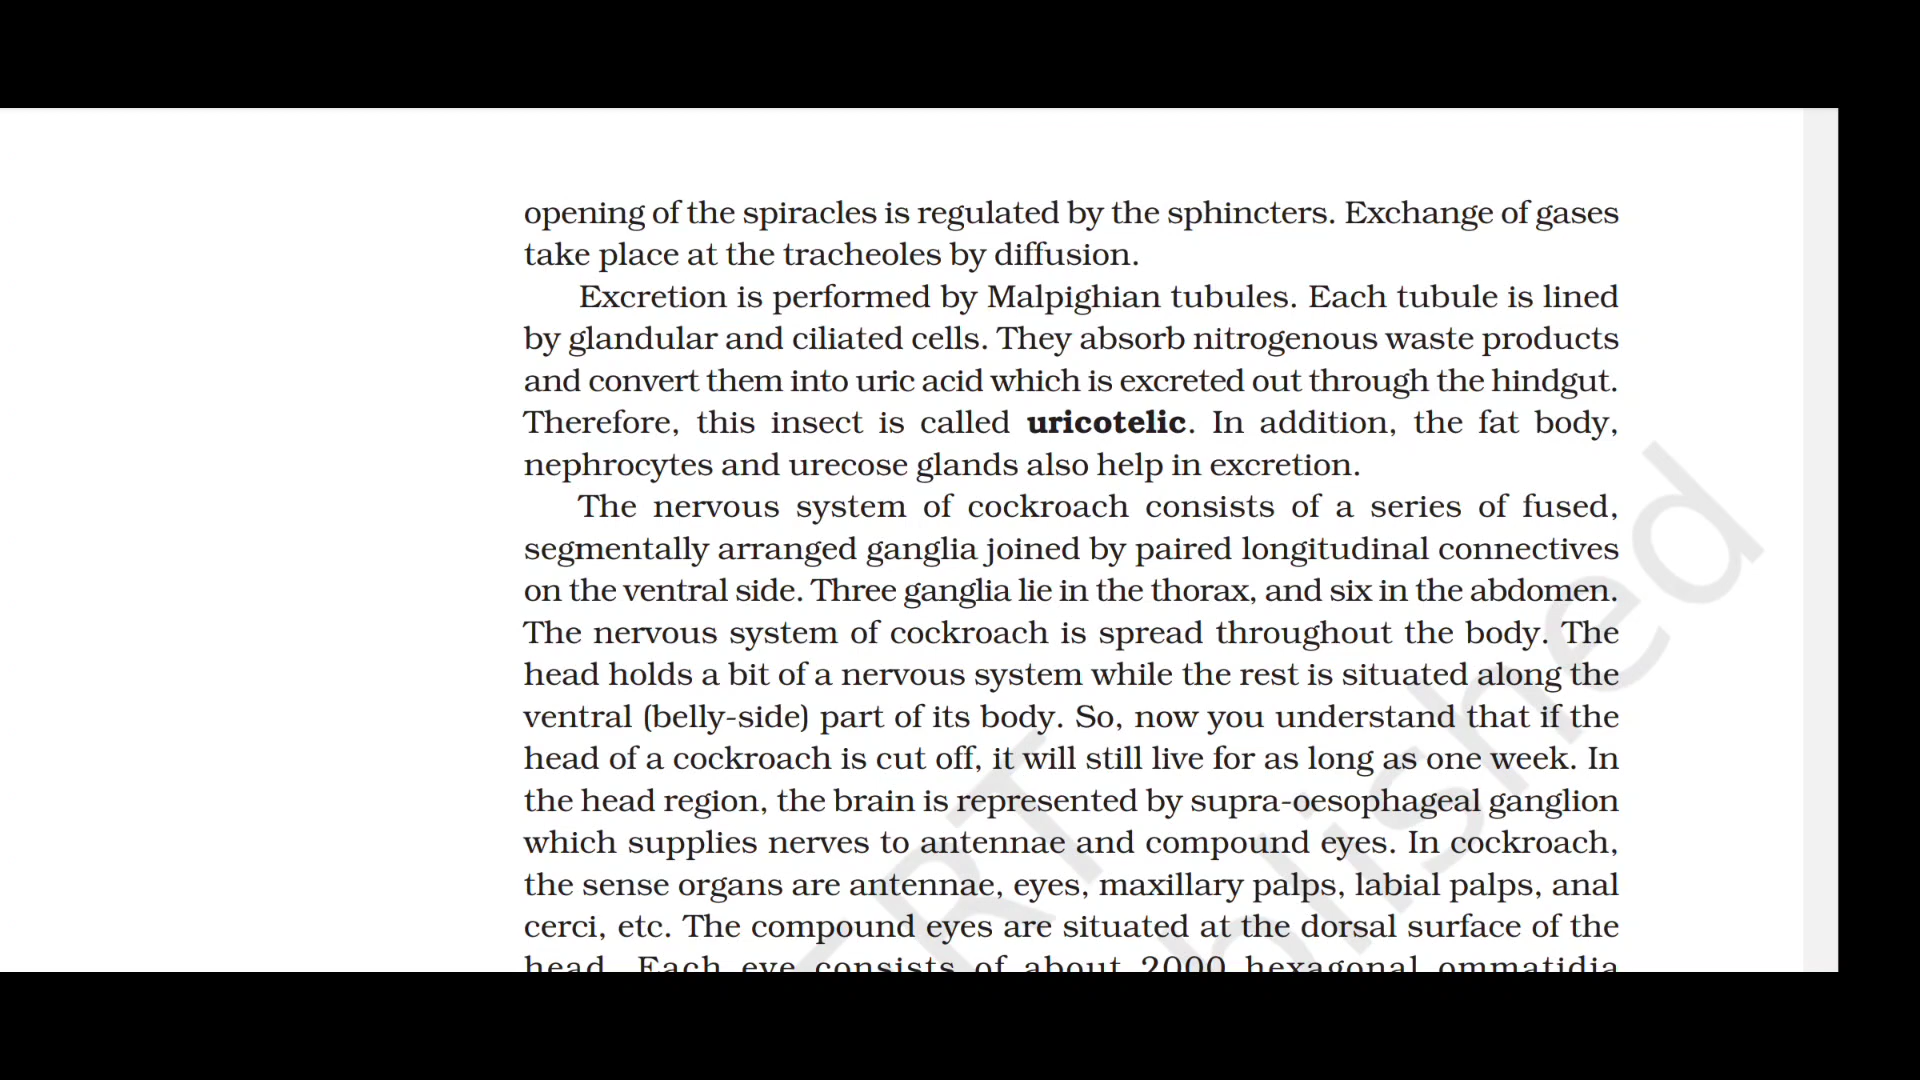 opening of the spiracles is regulated by the sphincters. Exchange of gases
take place at the tracheoles by diffusion.
Excretion is performed by Malpighian tubules. Each tubule is lined
by glandular and ciliated cells. They absorb nitrogenous waste products
and convert them into uric acid which is excreted out through the hindgut.
Therefore, this insect is called uricotelic. In addition, the fat body,
nephrocytes and urecose glands also help in excretion.
The nervous system of cockroach consists of a series of fused,
segmentally arranged ganglia joined by paired longitudinal connectives
on the ventral side. Three ganglia lie in the thorax, and six in the abdomen.
The nervous system of cockroach is spread throughout the body. The
head holds a bit of a nervous system while the rest is situated along the
ventral (belly-side) part of its body. So, now you understand that if the
head of a cockroach is cut off, it will still live for as long as one week. In
the head region, the brain is represented by supra-oesophageal ganglion
which supplies nerves to antennae and compound eyes. In cockroach,
the sense organs are antennae, eyes, maxillary palps, labial palps, anal
cerci, etc. The compound eyes are situated at the dorsal surface of the
head. Each eye consists of about 2000 hexagonal ommatidia